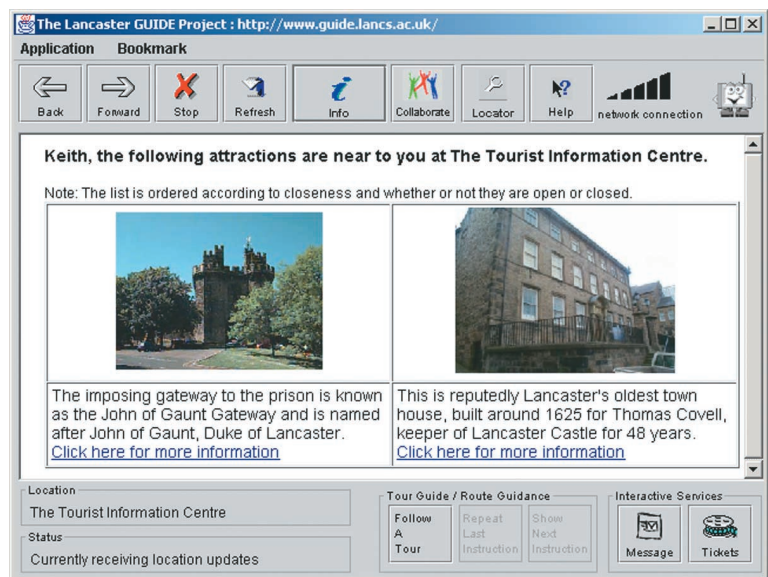 The Lancaster GUIDE Project : http://www.guide.lancs.ac.uk/
Application Bookmark
Back Forward Stop Refresh Info Collaborate Locator Help network connection
Keith, the following attractions are near to you at The Tourist Information Centre.
Note: The list is ordered according to closeness and whether or not they are open or closed.
The imposing gateway to the prison is known
as the John of Gaunt Gateway and is named
after John of Gaunt, Duke of Lancaster.
Click here for more information
This is reputedly Lancaster's oldest town
house, built around 1625 for Thomas Covell,
keeper of Lancaster Castle for 48 years.
Click here for more information
Location
The Tourist Information Centre
Status
Currently receiving location updates
Tour Guide / Route Guidance
Follow
A
Tour
Repeat
Last
Instruction
Show
Next
Instruction
Interactive Services
Message
Tickets